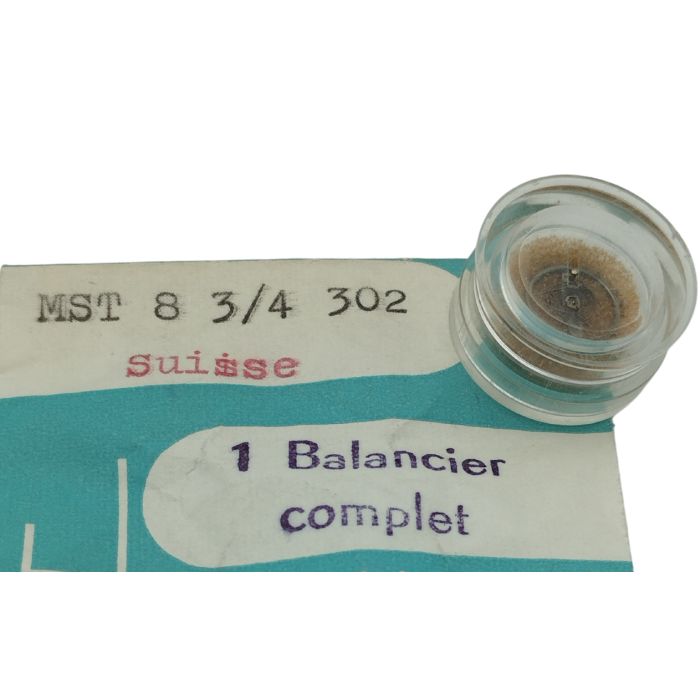 MST 8 3/4 302
Suisse
1 Balancier
complet